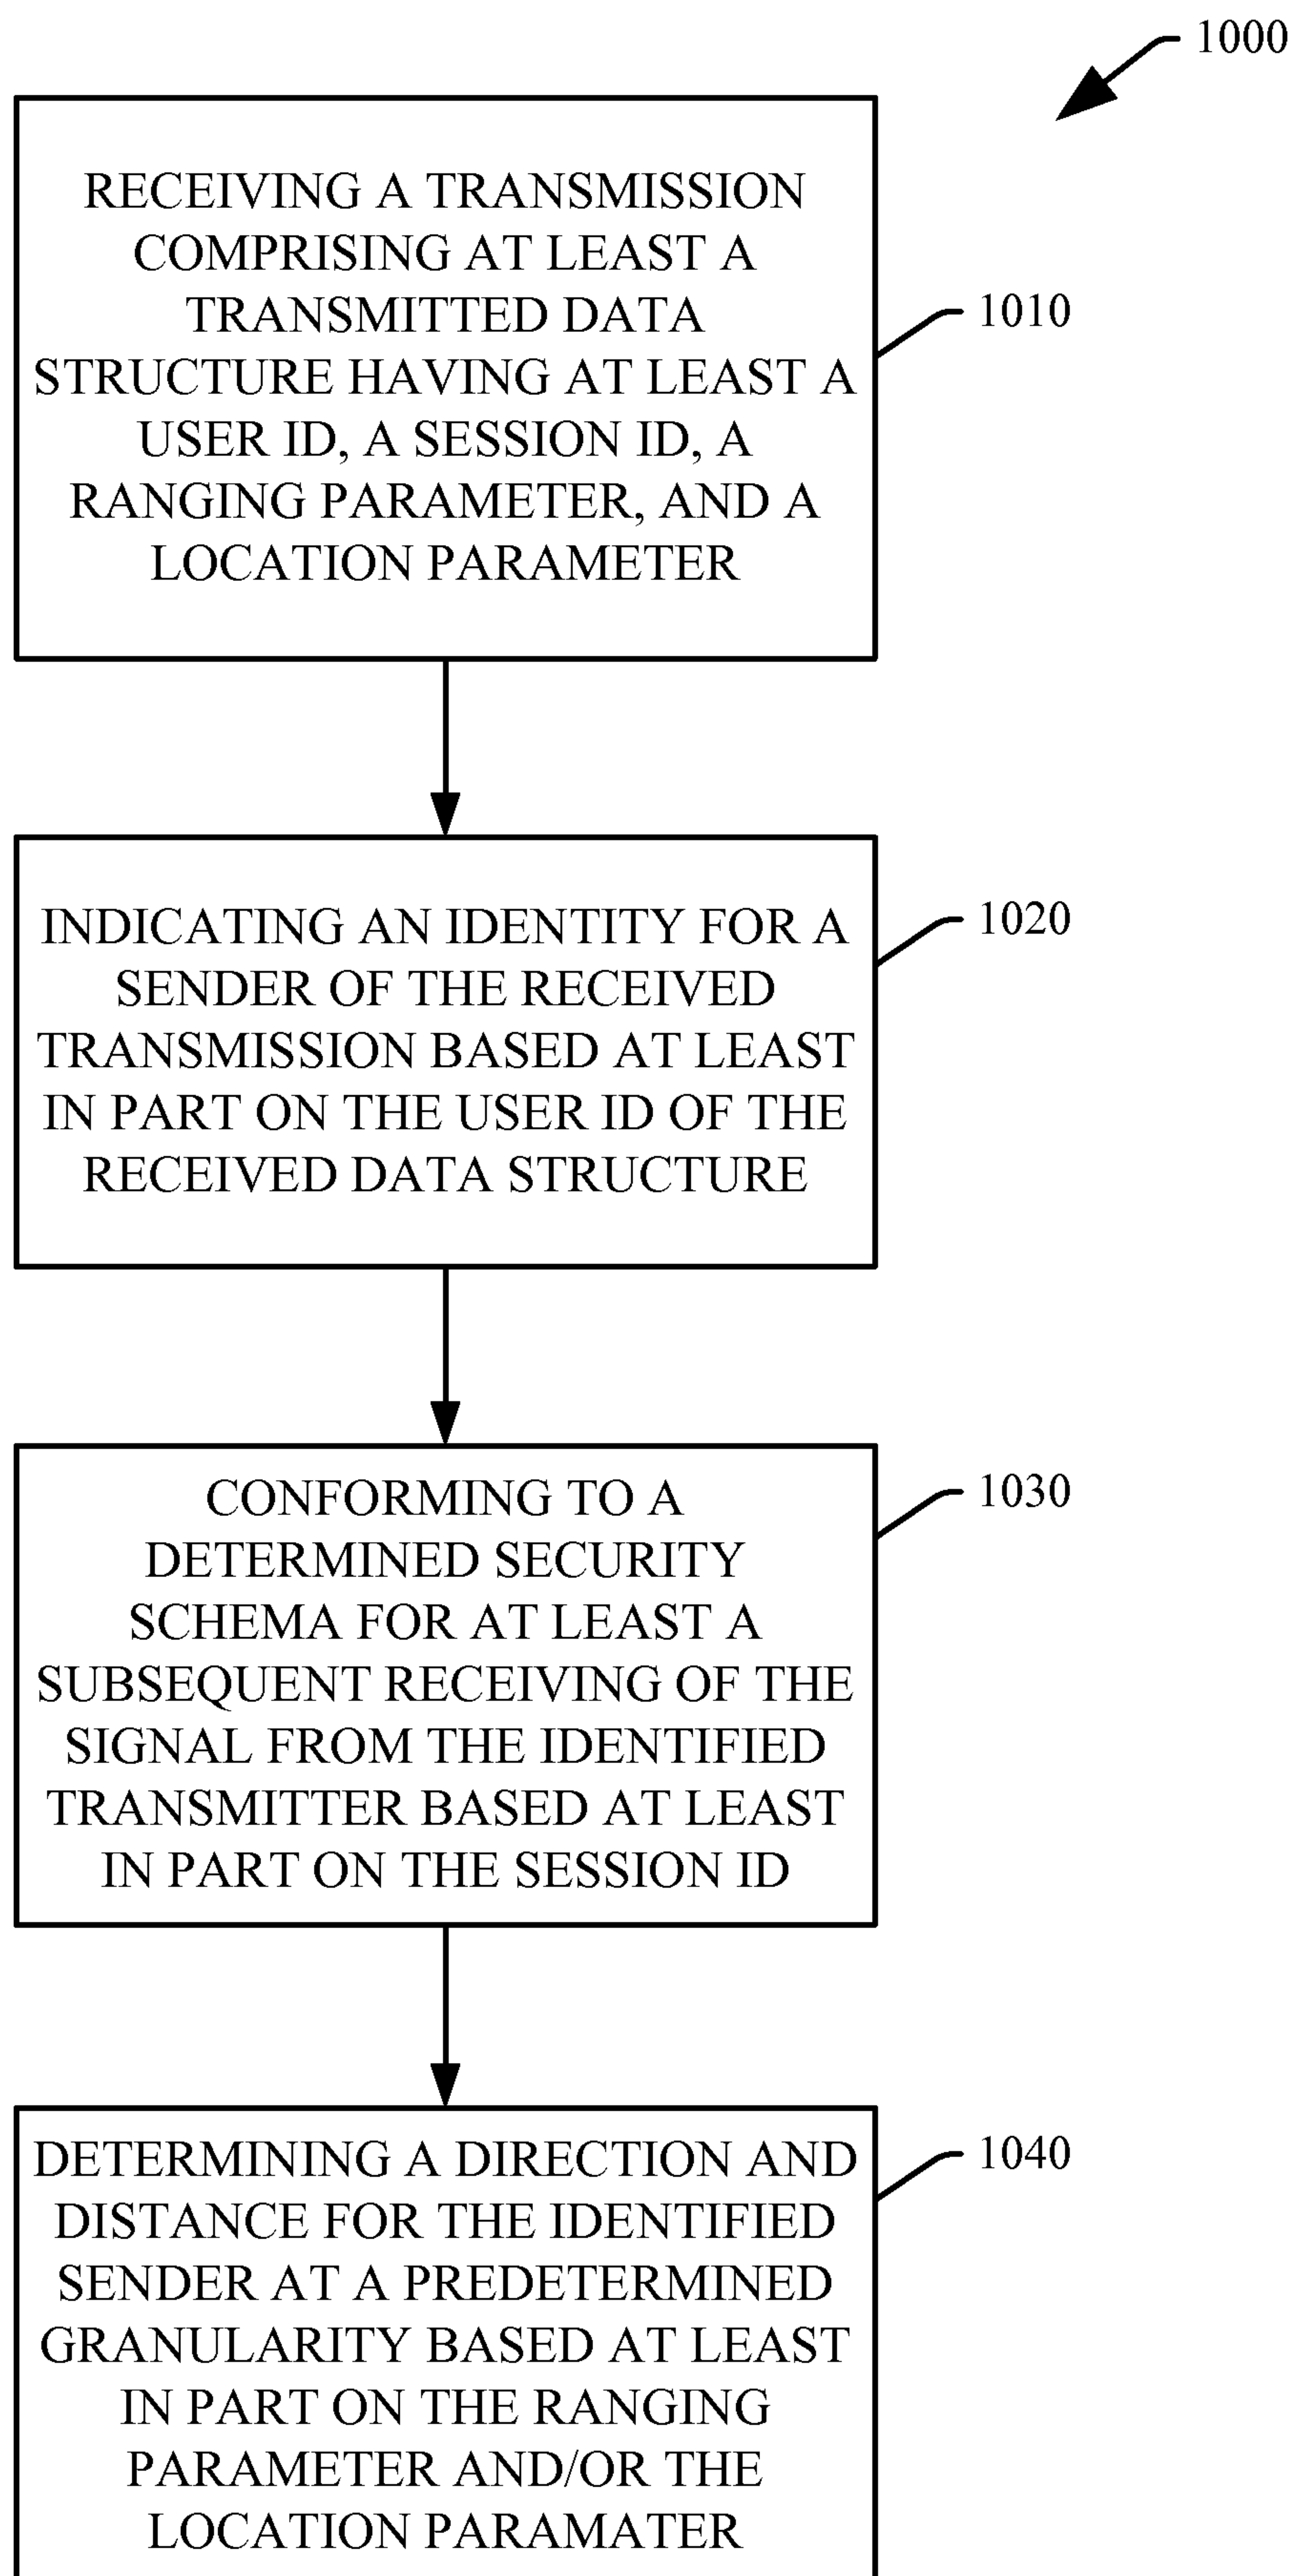 1000
RECEIVING A TRANSMISSION
COMPRISING AT LEAST A
TRANSMITTED DATA
STRUCTURE HAVING AT LEAST A
USER ID, A SESSION ID, A
RANGING PARAMETER, AND A
LOCATION PARAMETER
1010
INDICATING AN IDENTITY FOR A
SENDER OF THE RECEIVED
TRANSMISSION BASED AT LEAST
IN PART ON THE USER ID OF THE
RECEIVED DATA STRUCTURE
1020
CONFORMING TO A
DETERMINED SECURITY
SCHEMA FOR AT LEAST A
SUBSEQUENT RECEIVING OF THE
SIGNAL FROM THE IDENTIFIED
TRANSMITTER BASED AT LEAST
IN PART ON THE SESSION ID
1030
DETERMINING A DIRECTION AND
DISTANCE FOR THE IDENTIFIED
SENDER AT A PREDETERMINED
GRANULARITY BASED AT LEAST
IN PART ON THE RANGING
PARAMETER AND/OR THE
LOCATION PARAMATER
1040